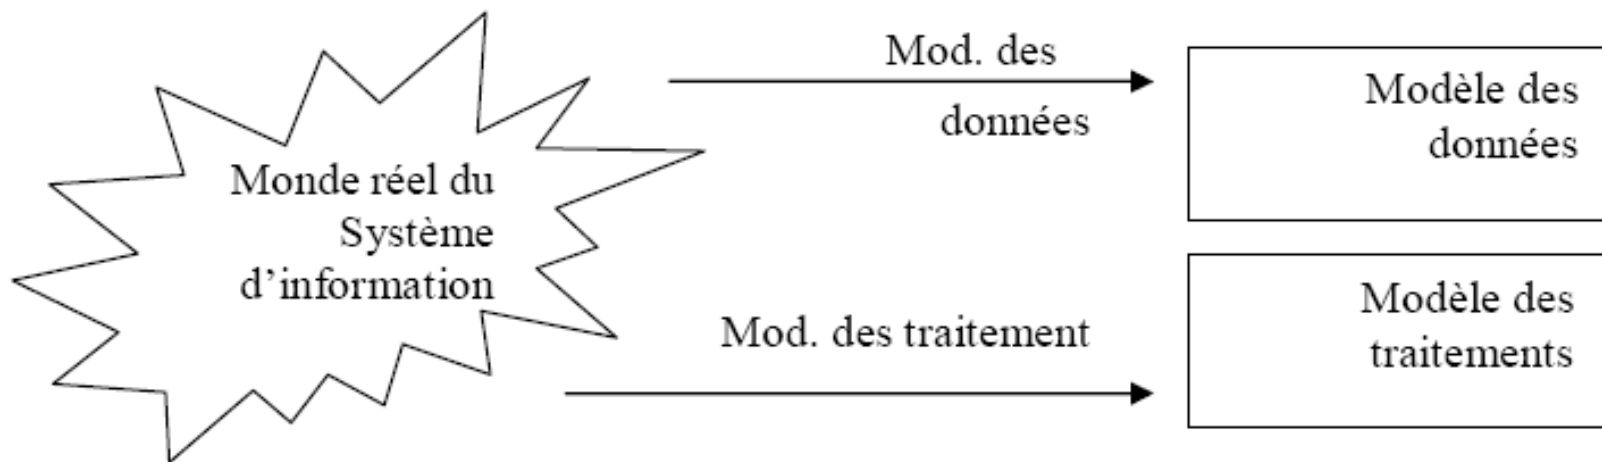 Monde réel du
Système
d’information
Mod. des
données
Modèle des
données
Mod. des traitement
Modèle des
traitements